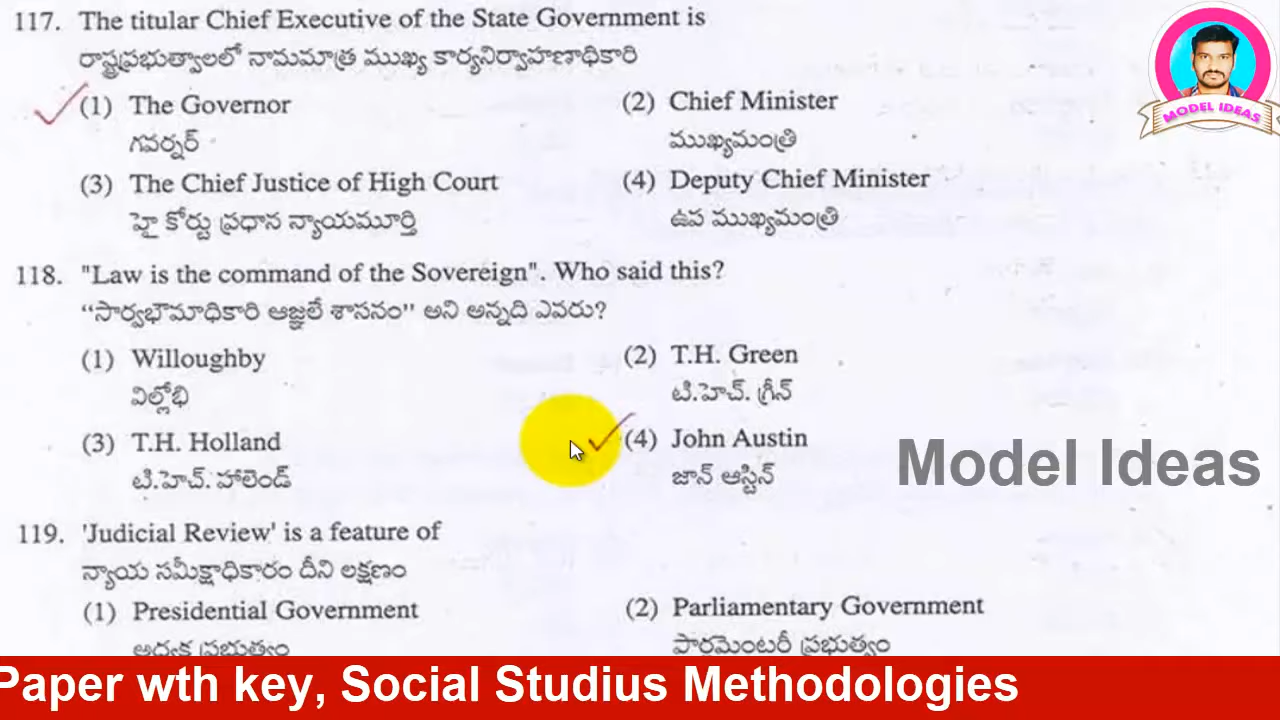 117. The titular Chief Executive of the State Government is
రాష్ట్రప్రభుత్వాలలో నామమాత్ర ముఖ్య కార్యనిర్వాహణాధికారి
(1) The Governor (2) Chief Minister
గవర్నర్ ముఖ్యమంత్రి
(3) The Chief Justice of High Court (4) Deputy Chief Minister
హై కోర్టు ప్రధాన న్యాయమూర్తి ఉప ముఖ్యమంత్రి
118. "Law is the command of the Sovereign". Who said this?
“సార్వభౌమాధికారి ఆజ్ఞలే శాసనం” అని అన్నది ఎవరు?
(1) Willoughby (2) T.H. Green
విల్లోభి టి.హెచ్. గ్రీన్
(3) T.H. Holland (4) John Austin
టి.హెచ్. హాలెండ్ జాన్ ఆస్టిన్
119. 'Judicial Review' is a feature of
న్యాయ సమీక్షాధికారం దీని లక్షణం
(1) Presidential Government (2) Parliamentary Government
అధ్యక్ష ప్రభుత్వం పార్లమెంటరీ ప్రభుత్వం
MODEL IDEAS
Model Ideas
Paper wth key, Social Studius Methodologies